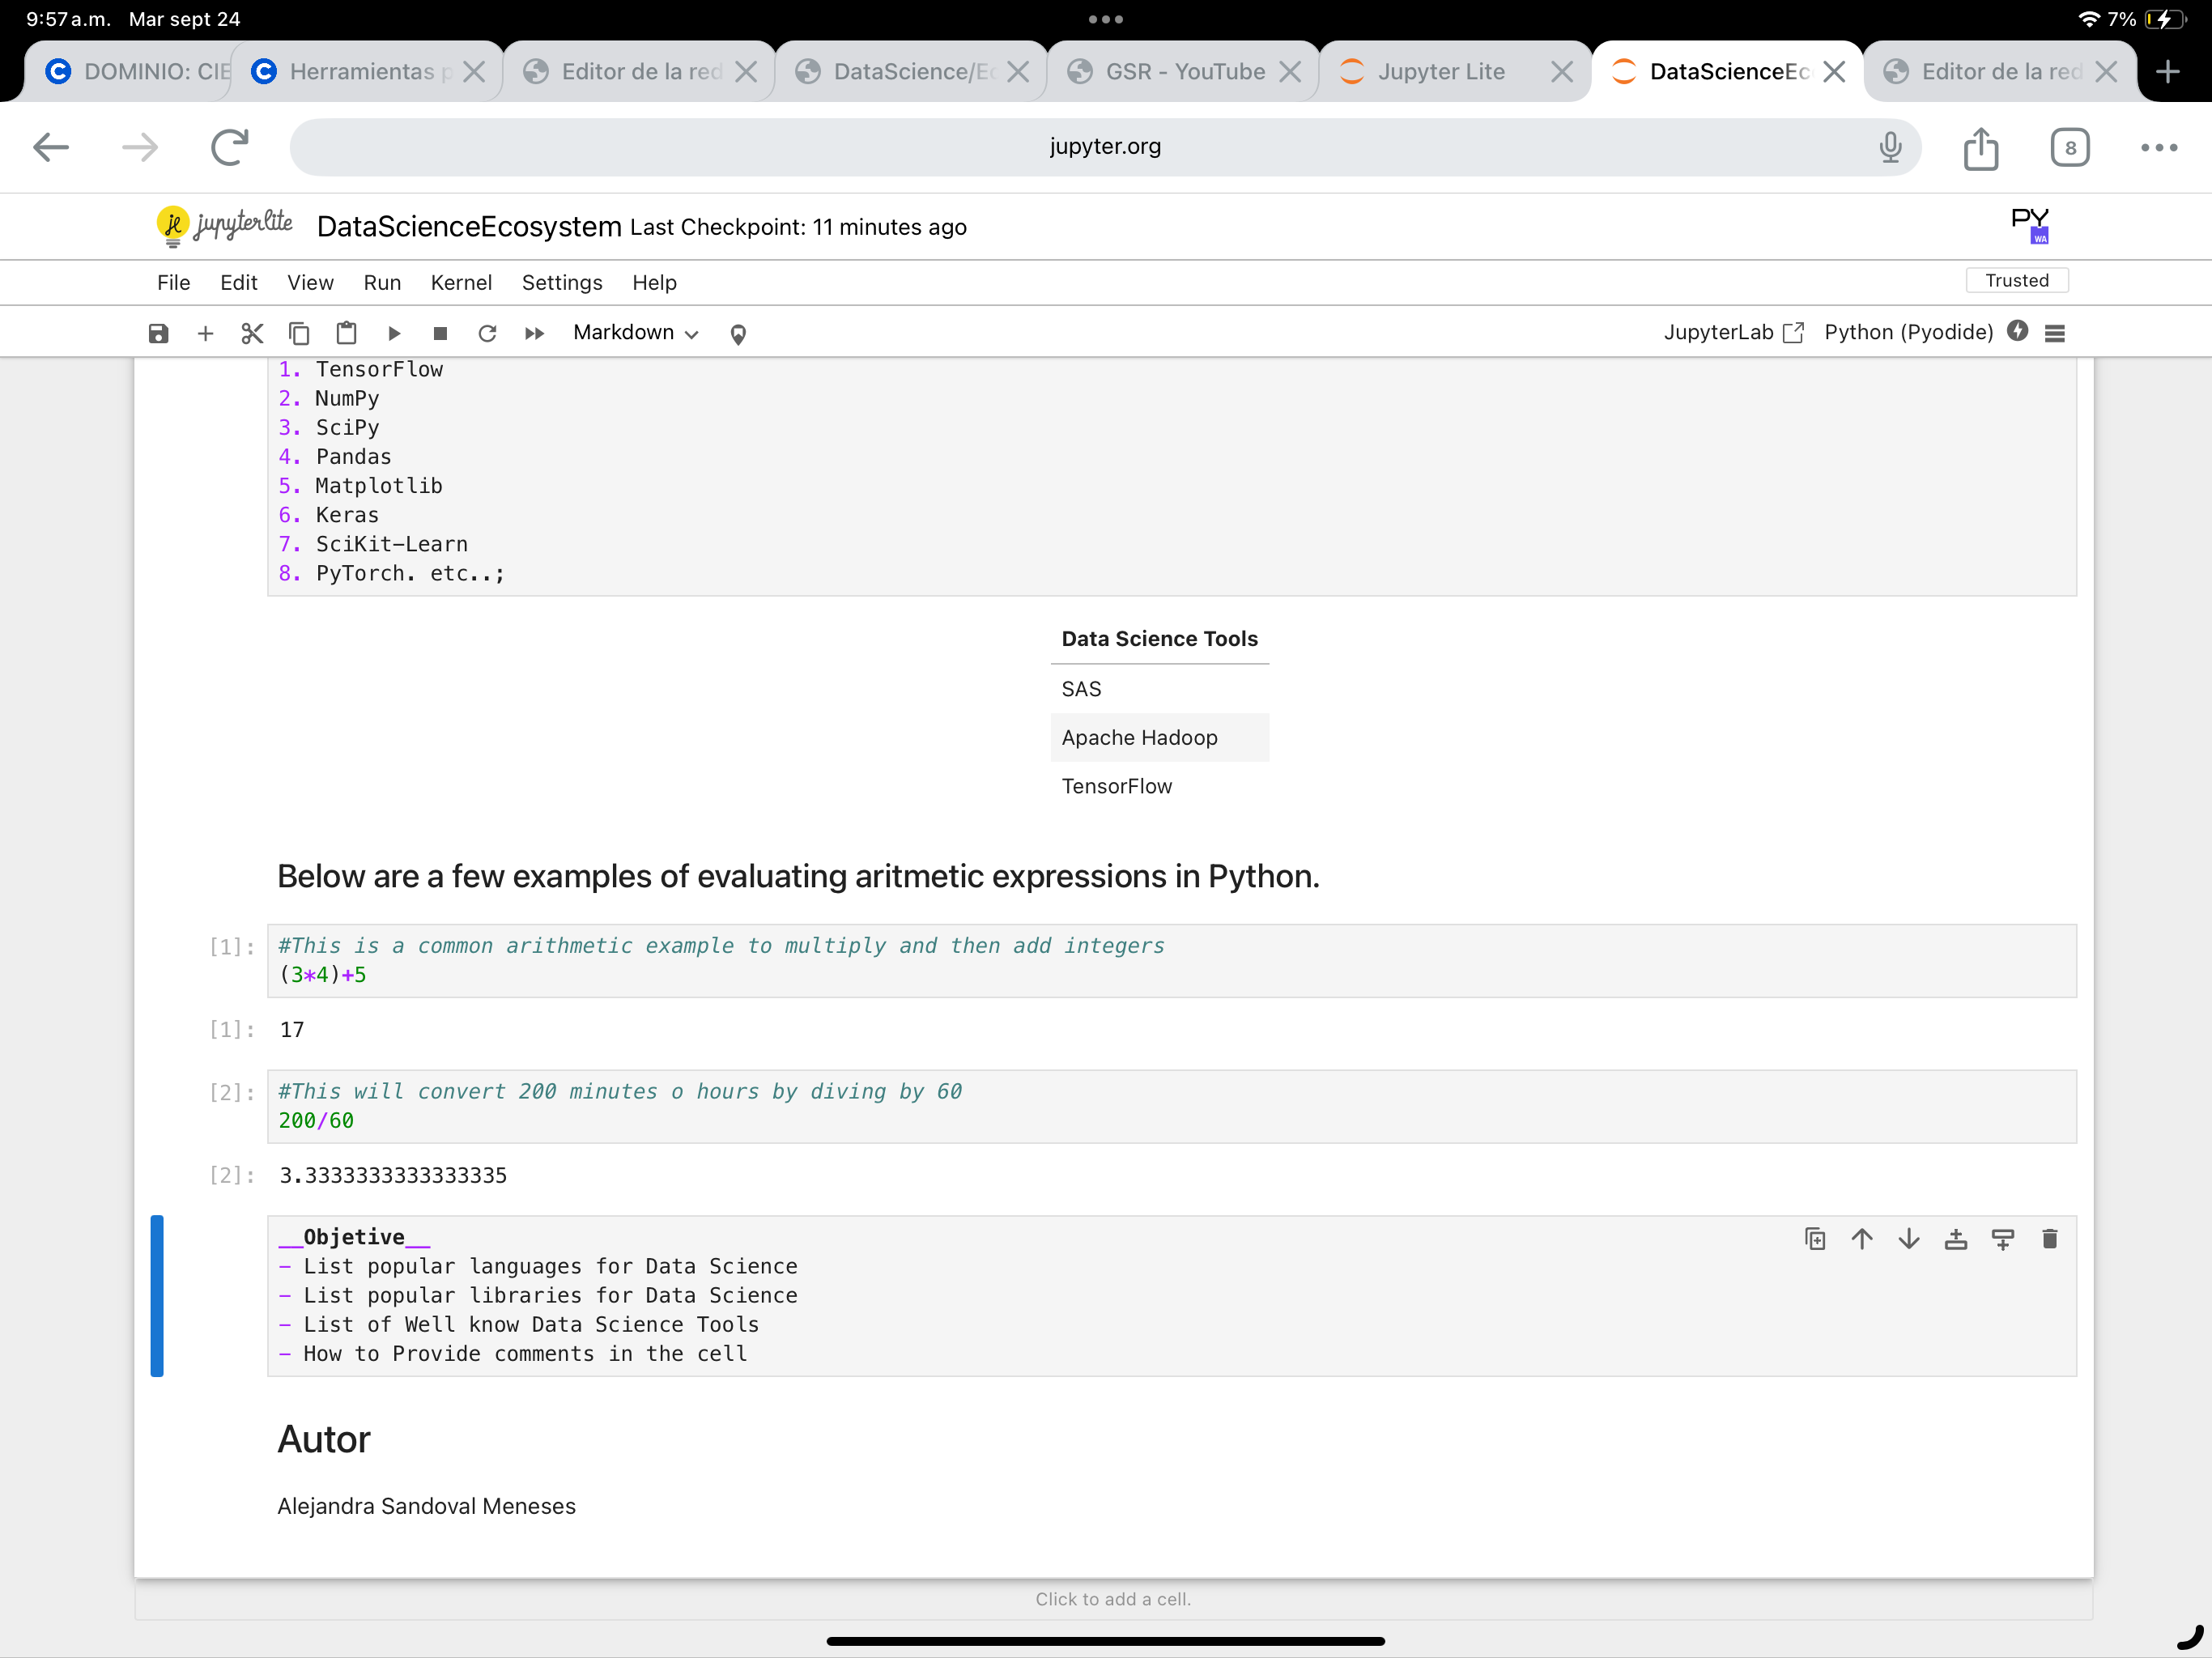 9:57 a.m. Mar sept 24
7%
DOMINIO: CIE
Herramientas p
Editor de la red
DataScience/Ec
GSR - YouTube
Jupyter Lite
DataScienceEc
Editor de la red
jupyter.org
8
jupyterlite
DataScienceEcosystem Last Checkpoint: 11 minutes ago
PY
WA
File Edit View Run Kernel Settings Help
Trusted
Markdown
JupyterLab
Python (Pyodide)
1. TensorFlow
2. NumPy
3. SciPy
4. Pandas
5. Matplotlib
6. Keras
7. SciKit-Learn
8. PyTorch. etc..;
Data Science Tools
SAS
Apache Hadoop
TensorFlow
Below are a few examples of evaluating aritmetic expressions in Python.
[1]: #This is a common arithmetic example to multiply and then add integers
(3*4)+5
[1]: 17
[2]: #This will convert 200 minutes o hours by diving by 60
200/60
[2]: 3.3333333333333335
__Objetive__
- List popular languages for Data Science
- List popular libraries for Data Science
- List of Well know Data Science Tools
- How to Provide comments in the cell
Autor
Alejandra Sandoval Meneses
Click to add a cell.